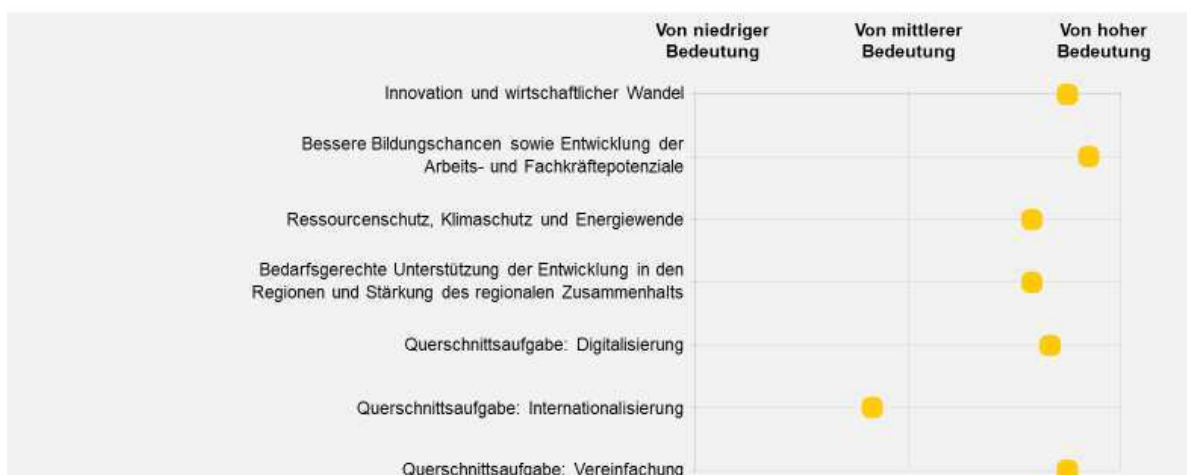 Von niedriger Bedeutung
Von mittlerer Bedeutung
Von hoher Bedeutung
Innovation und wirtschaftlicher Wandel
Bessere Bildungschancen sowie Entwicklung der
Arbeits- und Fachkräftepotenziale
Ressourcenschutz, Klimaschutz und Energiewende
Bedarfsgerechte Unterstützung der Entwicklung in den
Regionen und Stärkung des regionalen Zusammenhalts
Querschnittsaufgabe: Digitalisierung
Querschnittsaufgabe: Internationalisierung
Querschnittsaufgabe: Vereinfachung